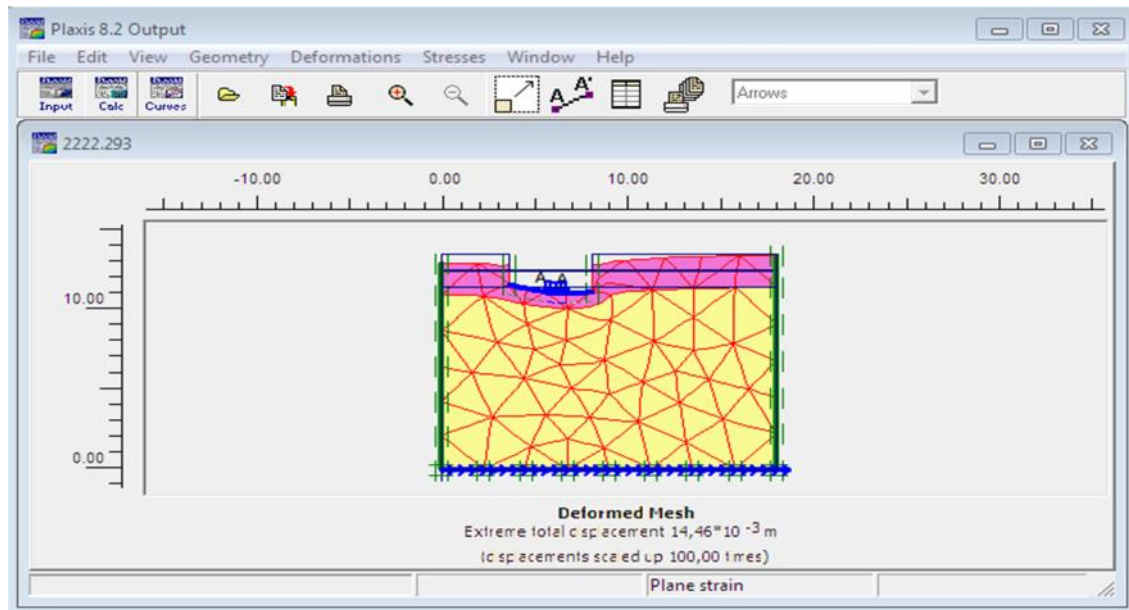 Plaxis 8.2 Output
File Edit View Geometry Deformations Stresses Window Help
Input Calc Curves Arrows
2222.293
-10.00 0.00 10.00 20.00 30.00
A A
10.00
0.00
Deformed Mesh
Extreme total displacement 14,46*10 -3 m
(displacements scaled up 100,00 times)
Plane strain